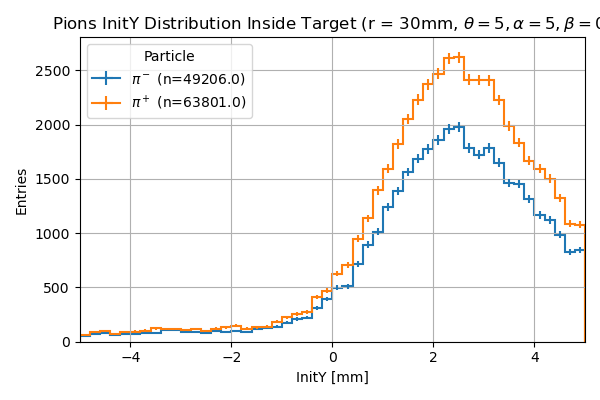 Pions InitY Distribution Inside Target (r = 30mm, θ = 5, α = 5, β = 0
Particle
π⁻ (n=49206.0)
π⁺ (n=63801.0)
Entries
2500
2000
1500
1000
500
0
−4 −2 0 2 4
InitY [mm]